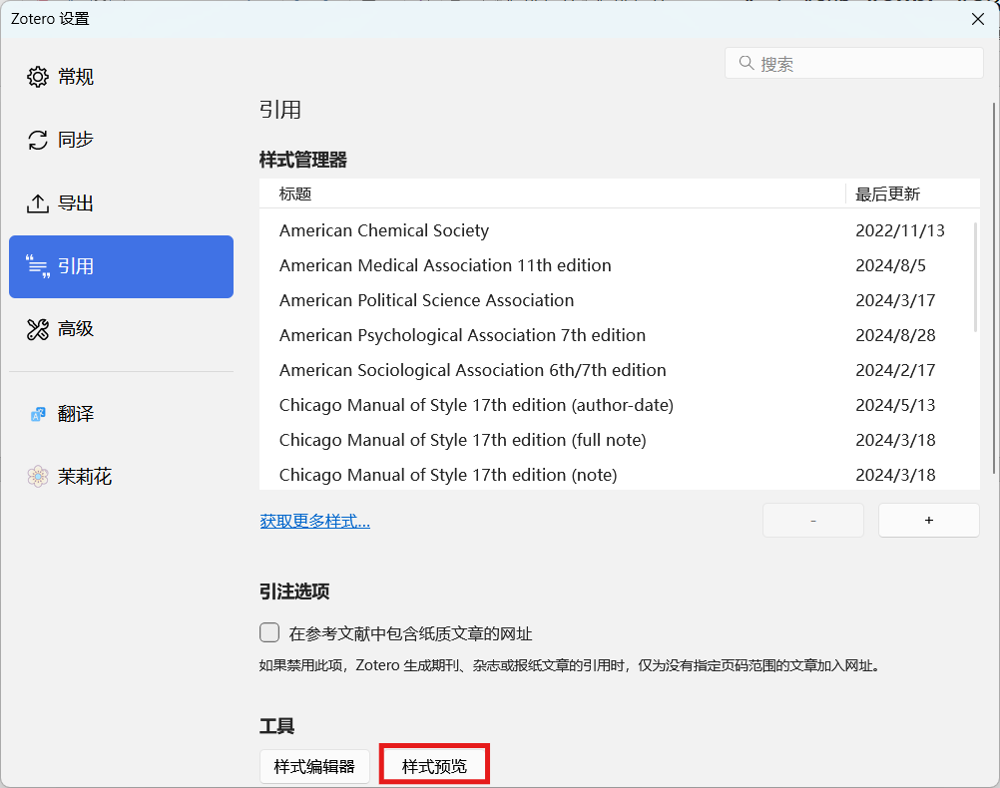 Zotero 设置
搜索
常规
同步
导出
引用
高级
翻译
茉莉花
引用
样式管理器
标题 最后更新
American Chemical Society 2022/11/13
American Medical Association 11th edition 2024/8/5
American Political Science Association 2024/3/17
American Psychological Association 7th edition 2024/8/28
American Sociological Association 6th/7th edition 2024/2/17
Chicago Manual of Style 17th edition (author-date) 2024/5/13
Chicago Manual of Style 17th edition (full note) 2024/3/18
Chicago Manual of Style 17th edition (note) 2024/3/18
获取更多样式... - +
引注选项
在参考文献中包含纸质文章的网址
如果禁用此项，Zotero 生成期刊、杂志或报纸文章的引用时，仅为没有指定页码范围的文章加入网址。
工具
样式编辑器 样式预览